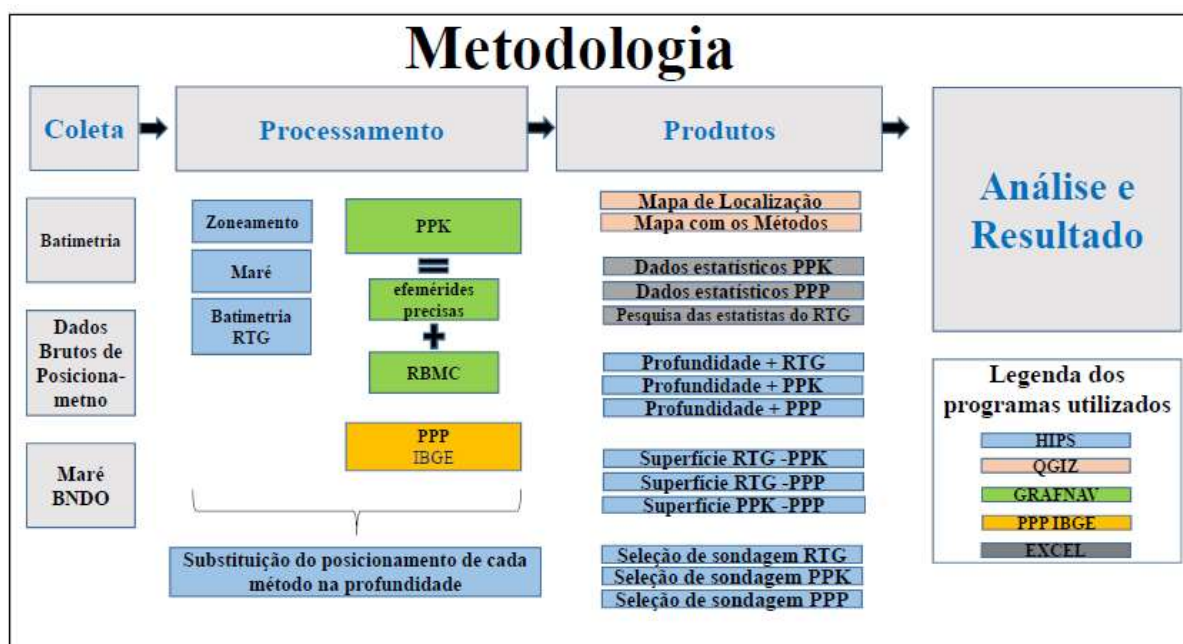 Metodologia
Coleta
Processamento
Produtos
Análise e
Resultado
Batimetria
Dados
Brutos de
Posiciona-
metno
Maré
BNDO
Zoneamento
Maré
Batimetria
RTG
PPK
efemérides
precisas
RBMC
PPP
IBGE
Substituição do posicionamento de cada
método na profundidade
Mapa de Localização
Mapa com os Métodos
Dados estatísticos PPK
Dados estatísticos PPP
Pesquisa das estatistas do RTG
Profundidade + RTG
Profundidade + PPK
Profundidade + PPP
Superfície RTG -PPK
Superfície RTG -PPP
Superfície PPK -PPP
Seleção de sondagem RTG
Seleção de sondagem PPK
Seleção de sondagem PPP
Legenda dos
programas utilizados
HIPS
QGIZ
GRAFNAV
PPP IBGE
EXCEL